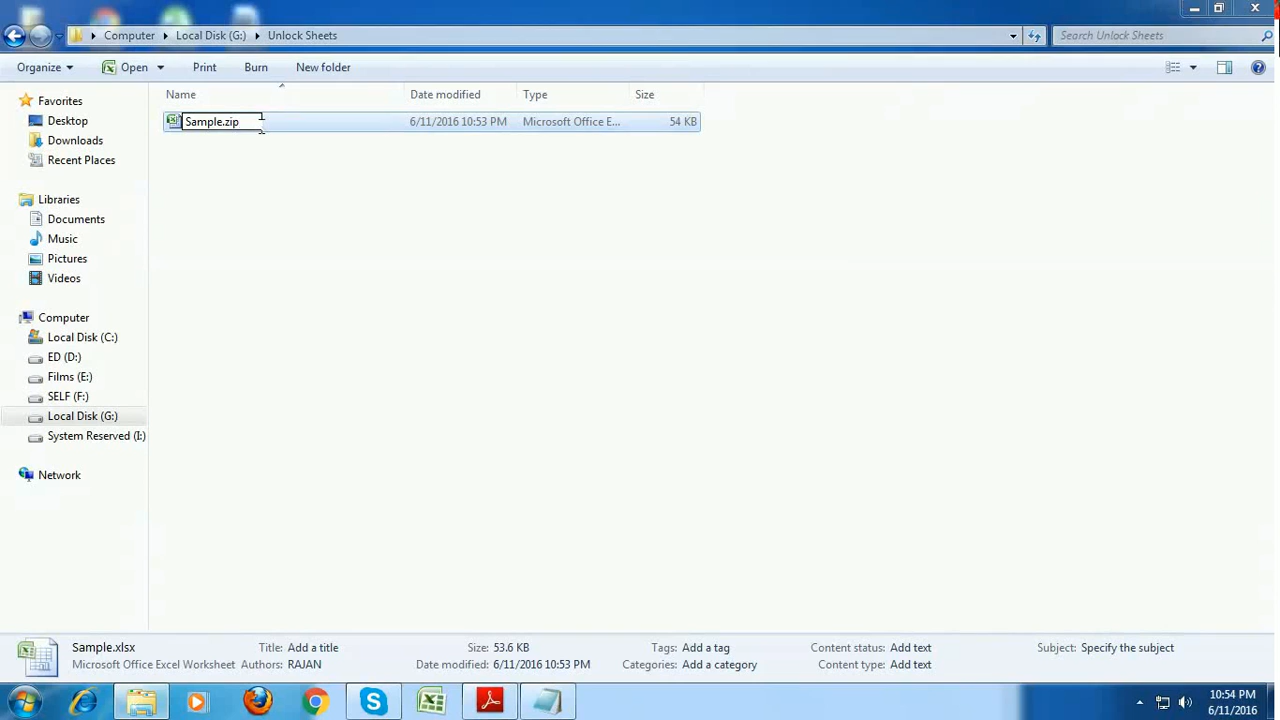 Computer Local Disk (G:) Unlock Sheets
Search Unlock Sheets
Organize Open Print Burn New folder
Name Date modified Type Size
Sample.zip 6/11/2016 10:53 PM Microsoft Office E... 54 KB
Favorites
Desktop
Downloads
Recent Places
Libraries
Documents
Music
Pictures
Videos
Computer
Local Disk (C:)
ED (D:)
Films (E:)
SELF (F:)
Local Disk (G:)
System Reserved (I:)
Network
Sample.xlsx Title: Add a title Size: 53.6 KB Tags: Add a tag Content status: Add text Subject: Specify the subject
Microsoft Office Excel Worksheet Authors: RAJAN Date modified: 6/11/2016 10:53 PM Categories: Add a category Content type: Add text
10:54 PM
6/11/2016